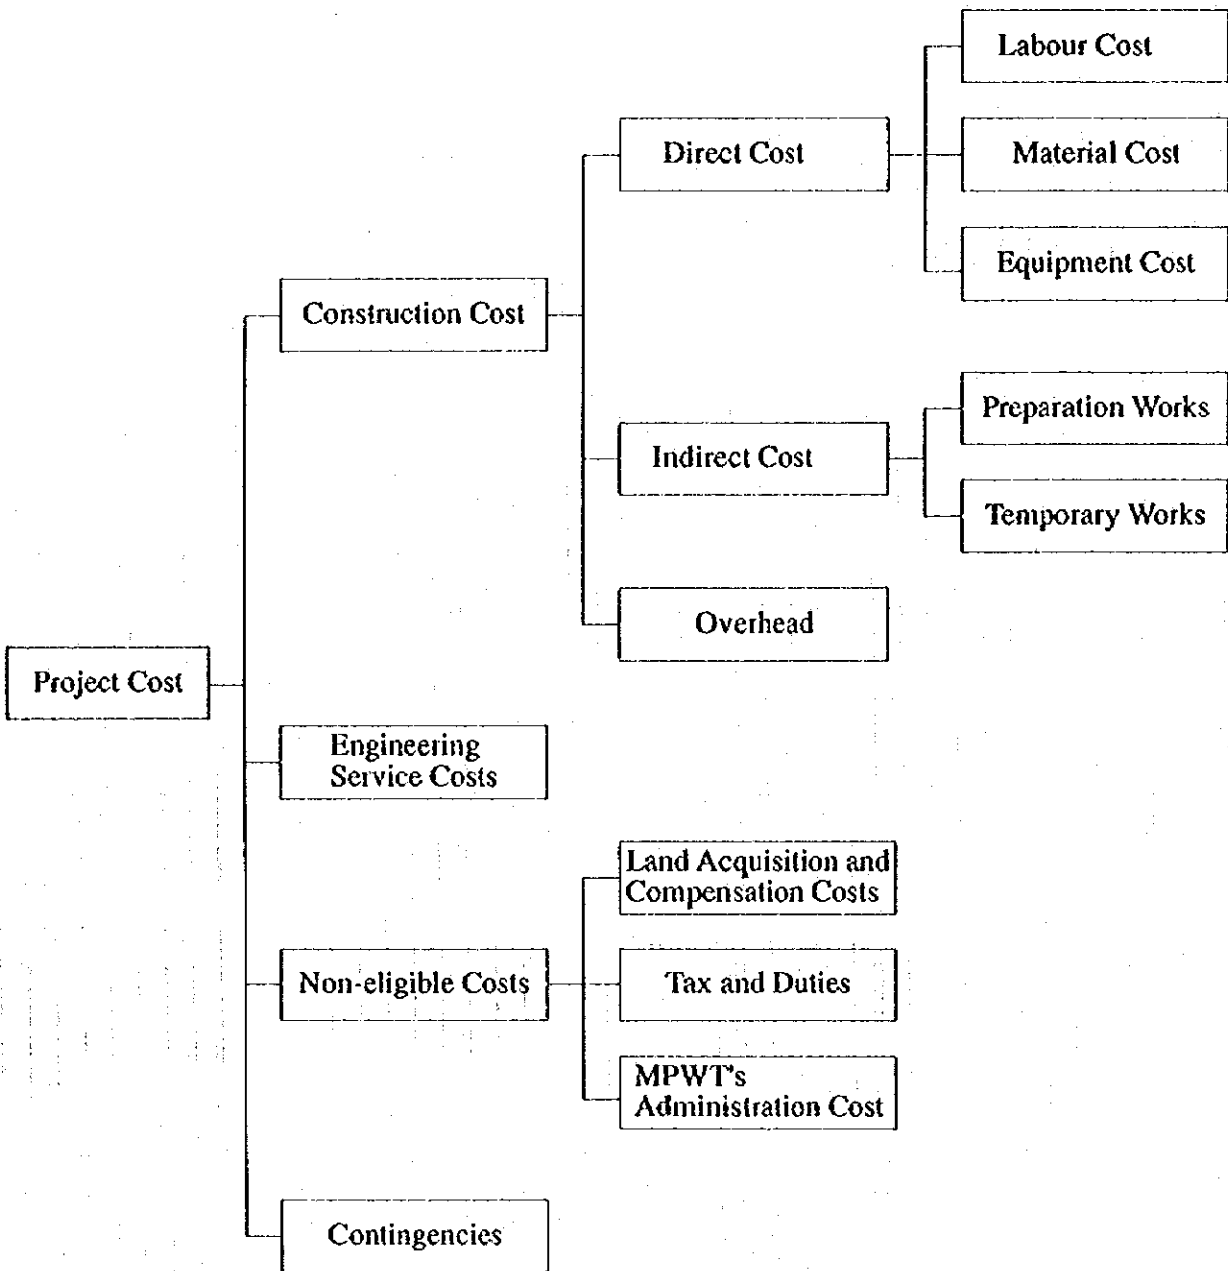 Labour Cost
Direct Cost
Material Cost
Equipment Cost
Construction Cost
Preparation Works
Indirect Cost
Temporary Works
Overhead
Project Cost
Engineering
Service Costs
Land Acquisition and
Compensation Costs
Non-eligible Costs
Tax and Duties
MPWT's
Administration Cost
Contingencies